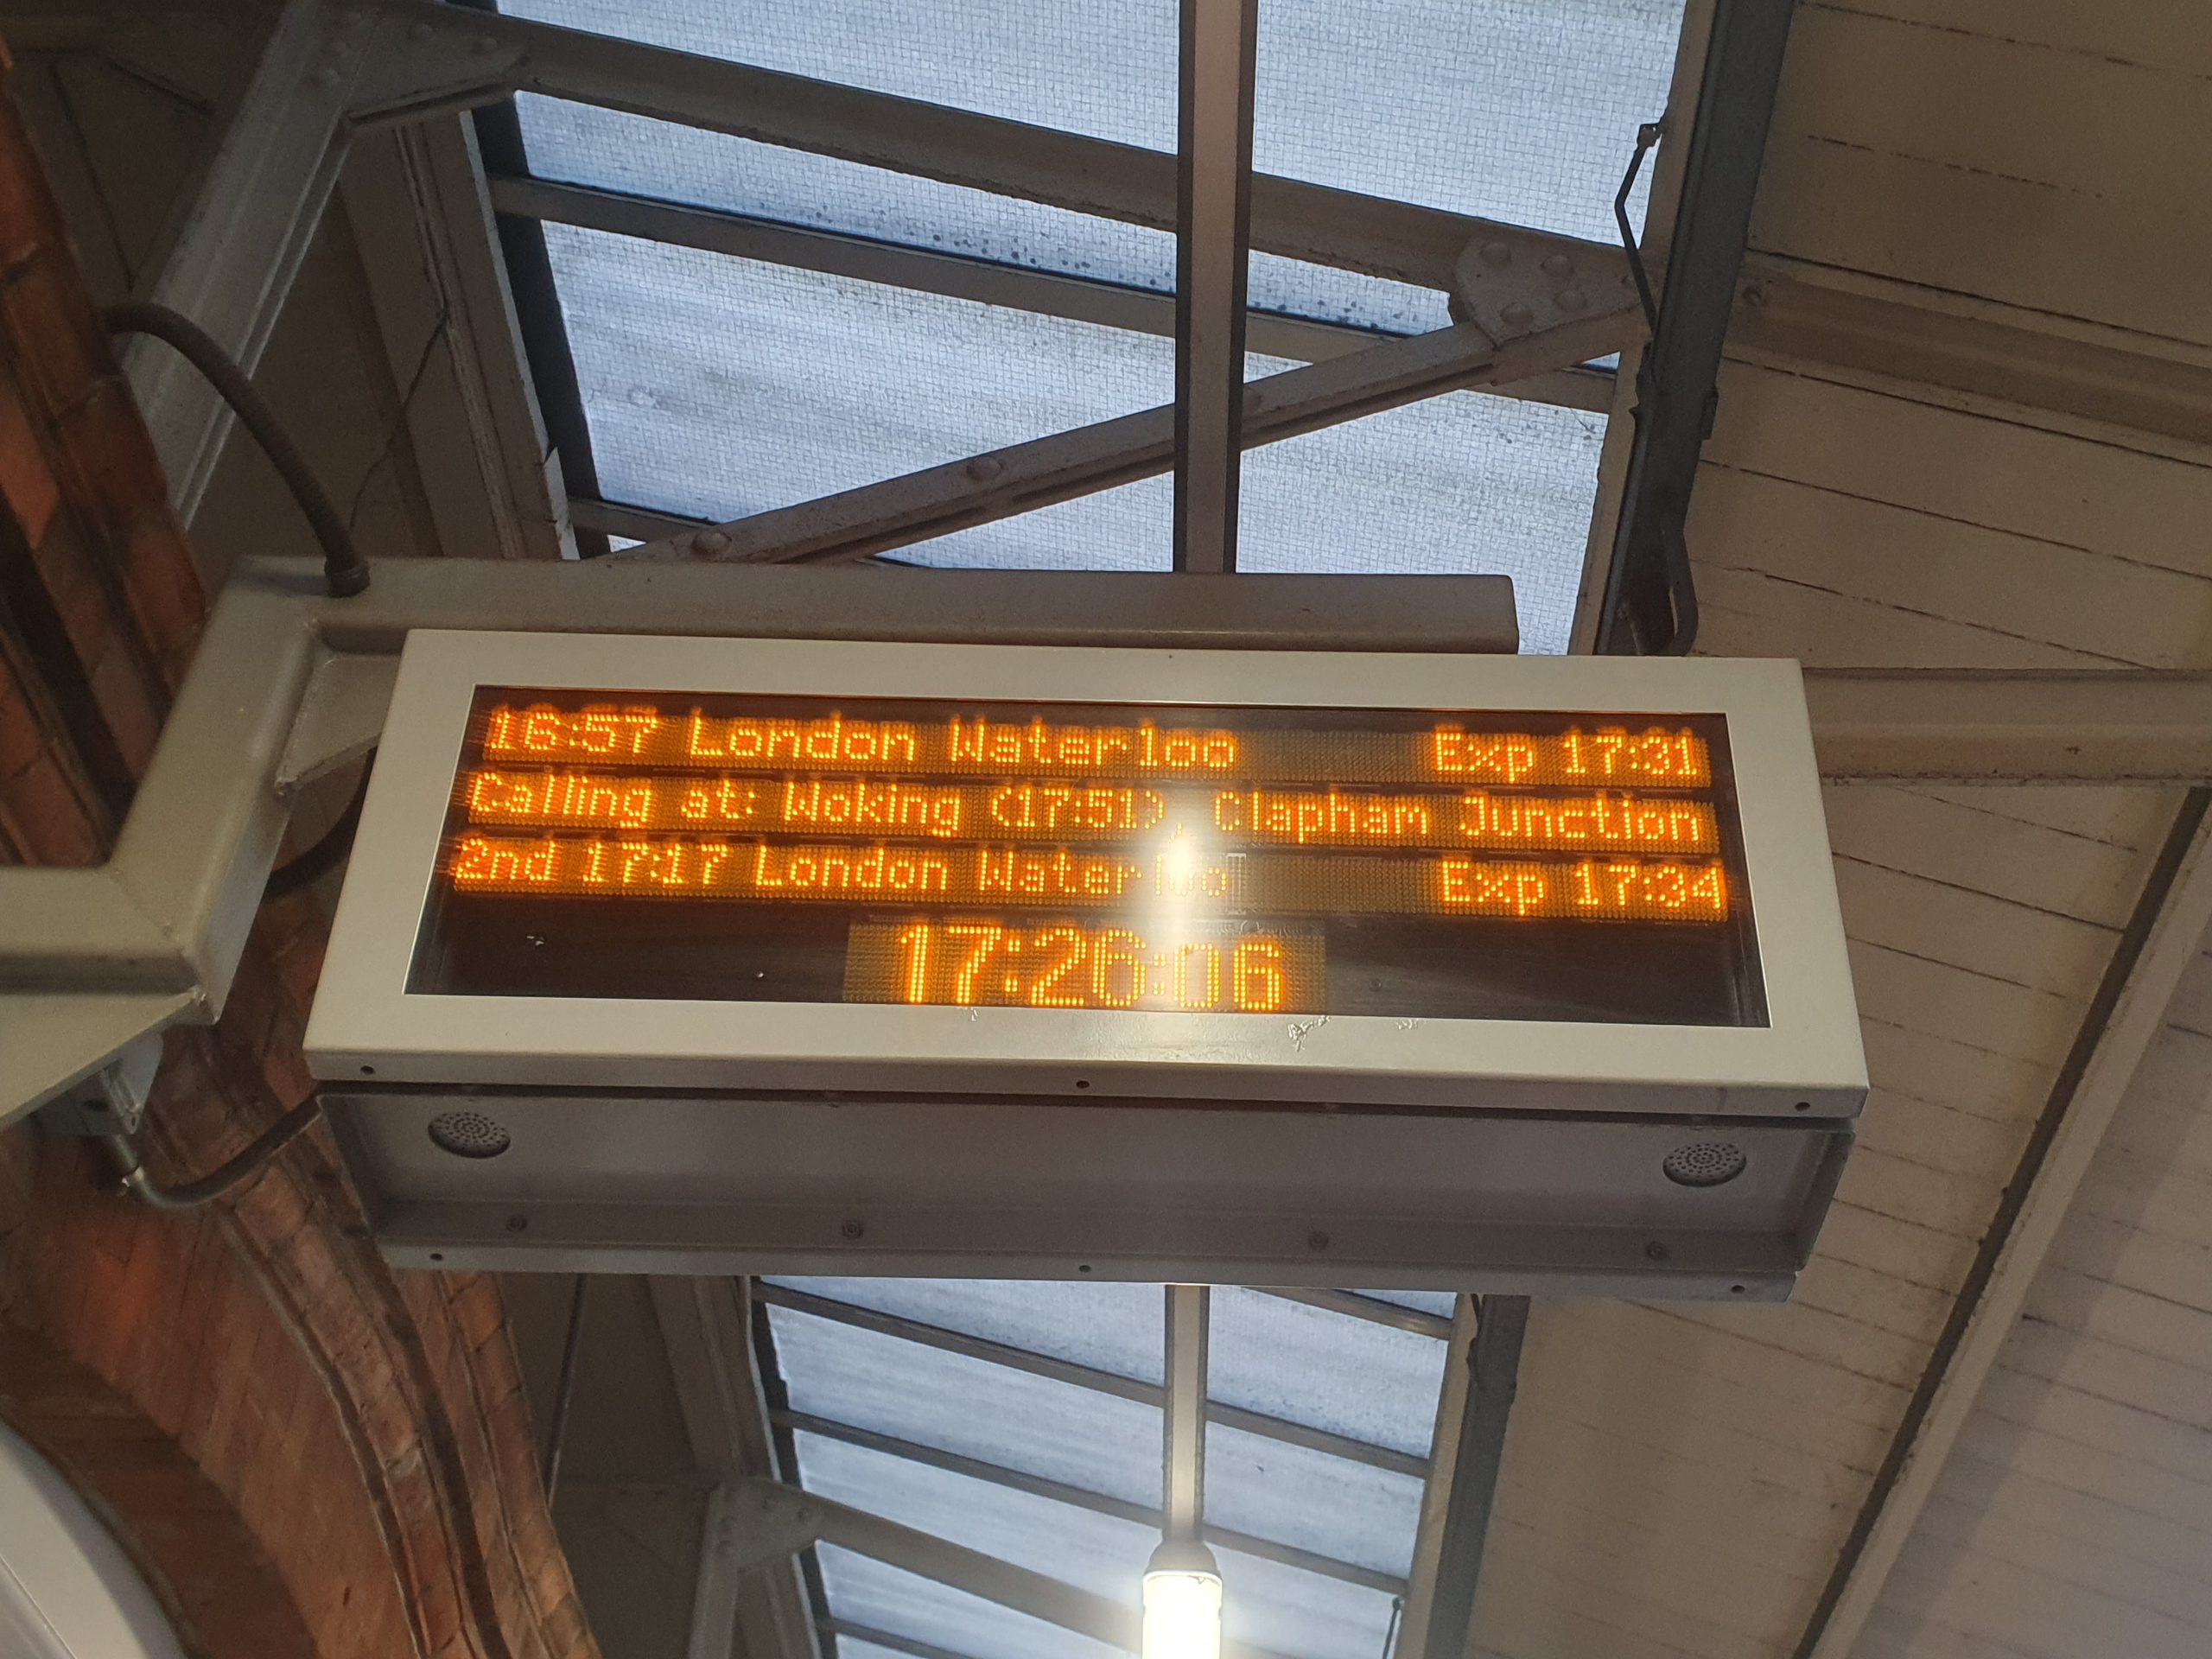 16:57 London Waterloo Exp 17:31
Calling at: Woking (17:51), Clapham Junction
2nd 17:17 London Waterloo Exp 17:34
17:26:06